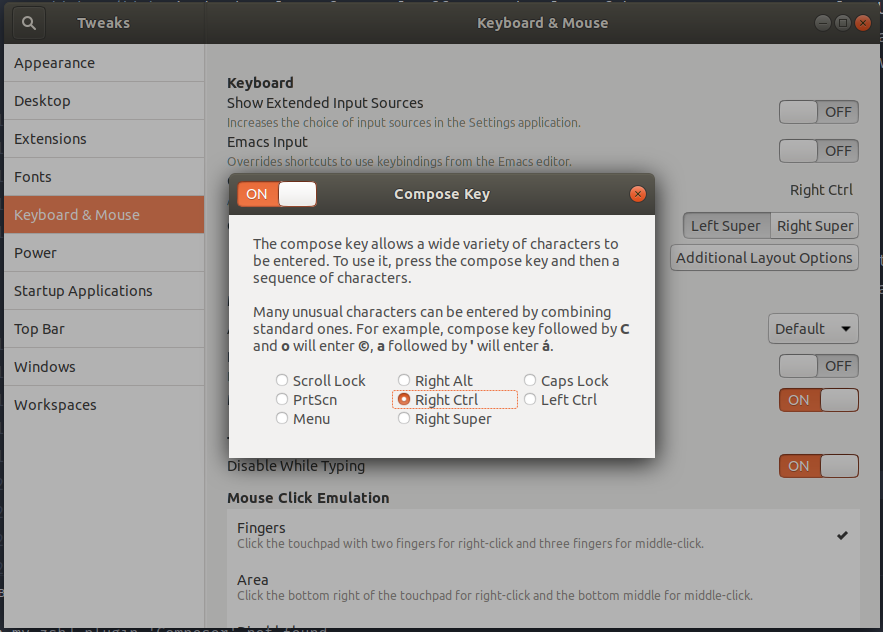 Tweaks
Keyboard & Mouse
Appearance
Desktop
Extensions
Fonts
Keyboard & Mouse
Power
Startup Applications
Top Bar
Windows
Workspaces
Keyboard
Show Extended Input Sources
Increases the choice of input sources in the Settings application.
OFF
Emacs Input
Overrides shortcuts to use keybindings from the Emacs editor.
OFF
Right Ctrl
Left Super Right Super
Additional Layout Options
Default
OFF
ON
ON Compose Key
The compose key allows a wide variety of characters to
be entered. To use it, press the compose key and then a
sequence of characters.
Many unusual characters can be entered by combining
standard ones. For example, compose key followed by C
and o will enter ©, a followed by ' will enter á.
Scroll Lock Right Alt Caps Lock
PrtScn Right Ctrl Left Ctrl
Menu Right Super
Disable While Typing ON
Mouse Click Emulation
Fingers
Click the touchpad with two fingers for right-click and three fingers for middle-click.
Area
Click the bottom right of the touchpad for right-click and the bottom middle for middle-click.